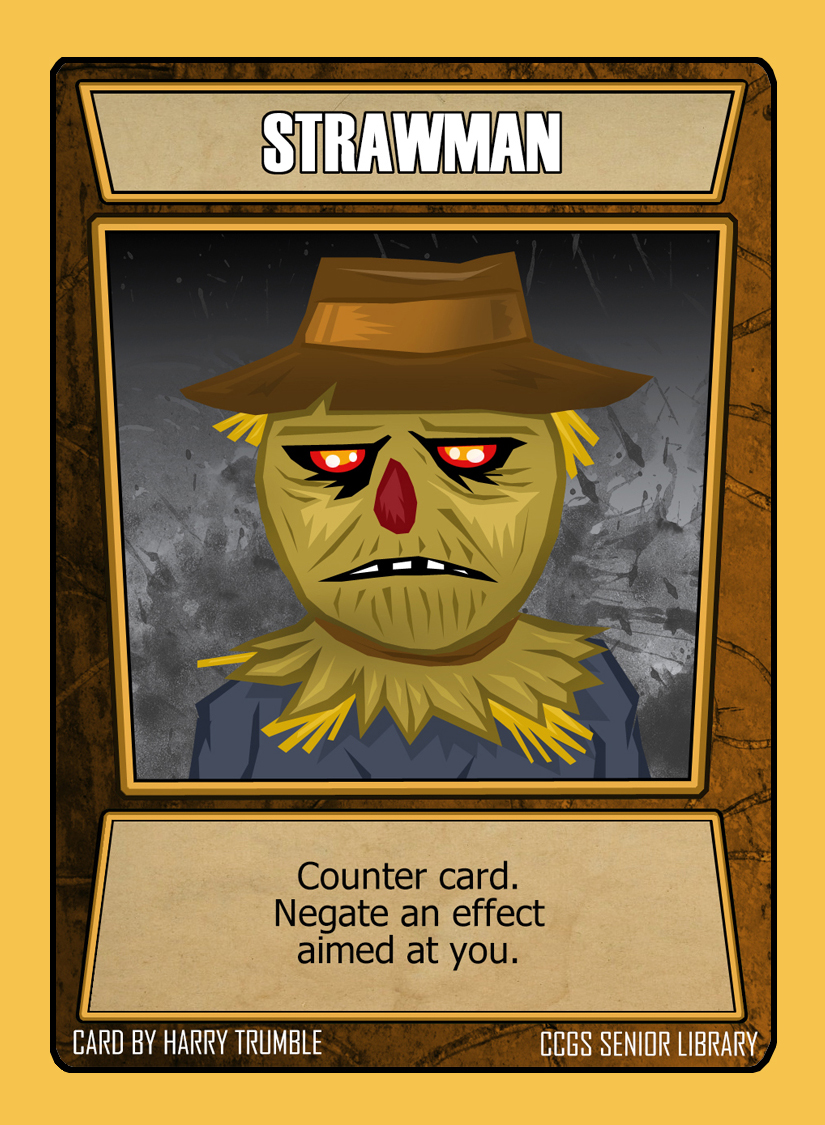 STRAWMAN
Counter card.
Negate an effect
aimed at you.
CARD BY HARRY TRUMBLE
CCGS SENIOR LIBRARY